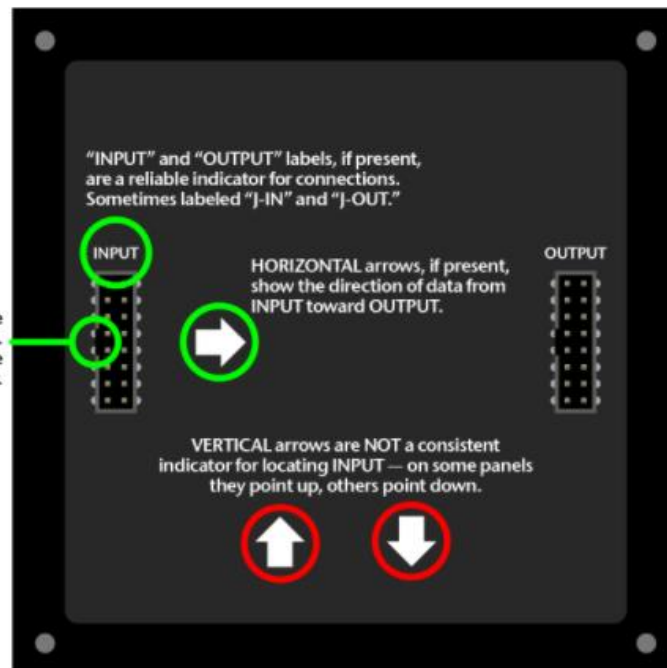 “INPUT” and “OUTPUT” labels, if present,
are a reliable indicator for connections.
Sometimes labeled “J-IN” and “J-OUT.”
INPUT
OUTPUT
HORIZONTAL arrows, if present,
show the direction of data from
INPUT toward OUTPUT.
VERTICAL arrows are NOT a consistent
indicator for locating INPUT — on some panels
they point up, others point down.